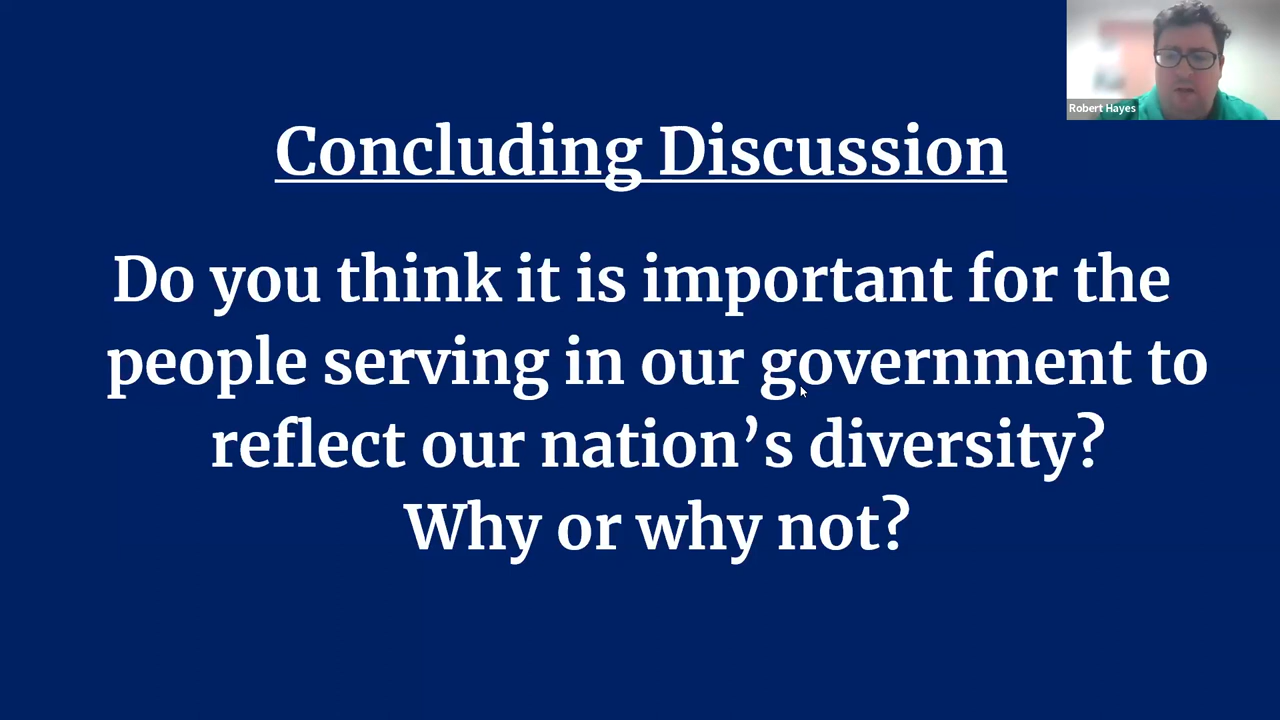 Robert Hayes
Concluding Discussion
Do you think it is important for the
people serving in our government to
reflect our nation’s diversity?
Why or why not?